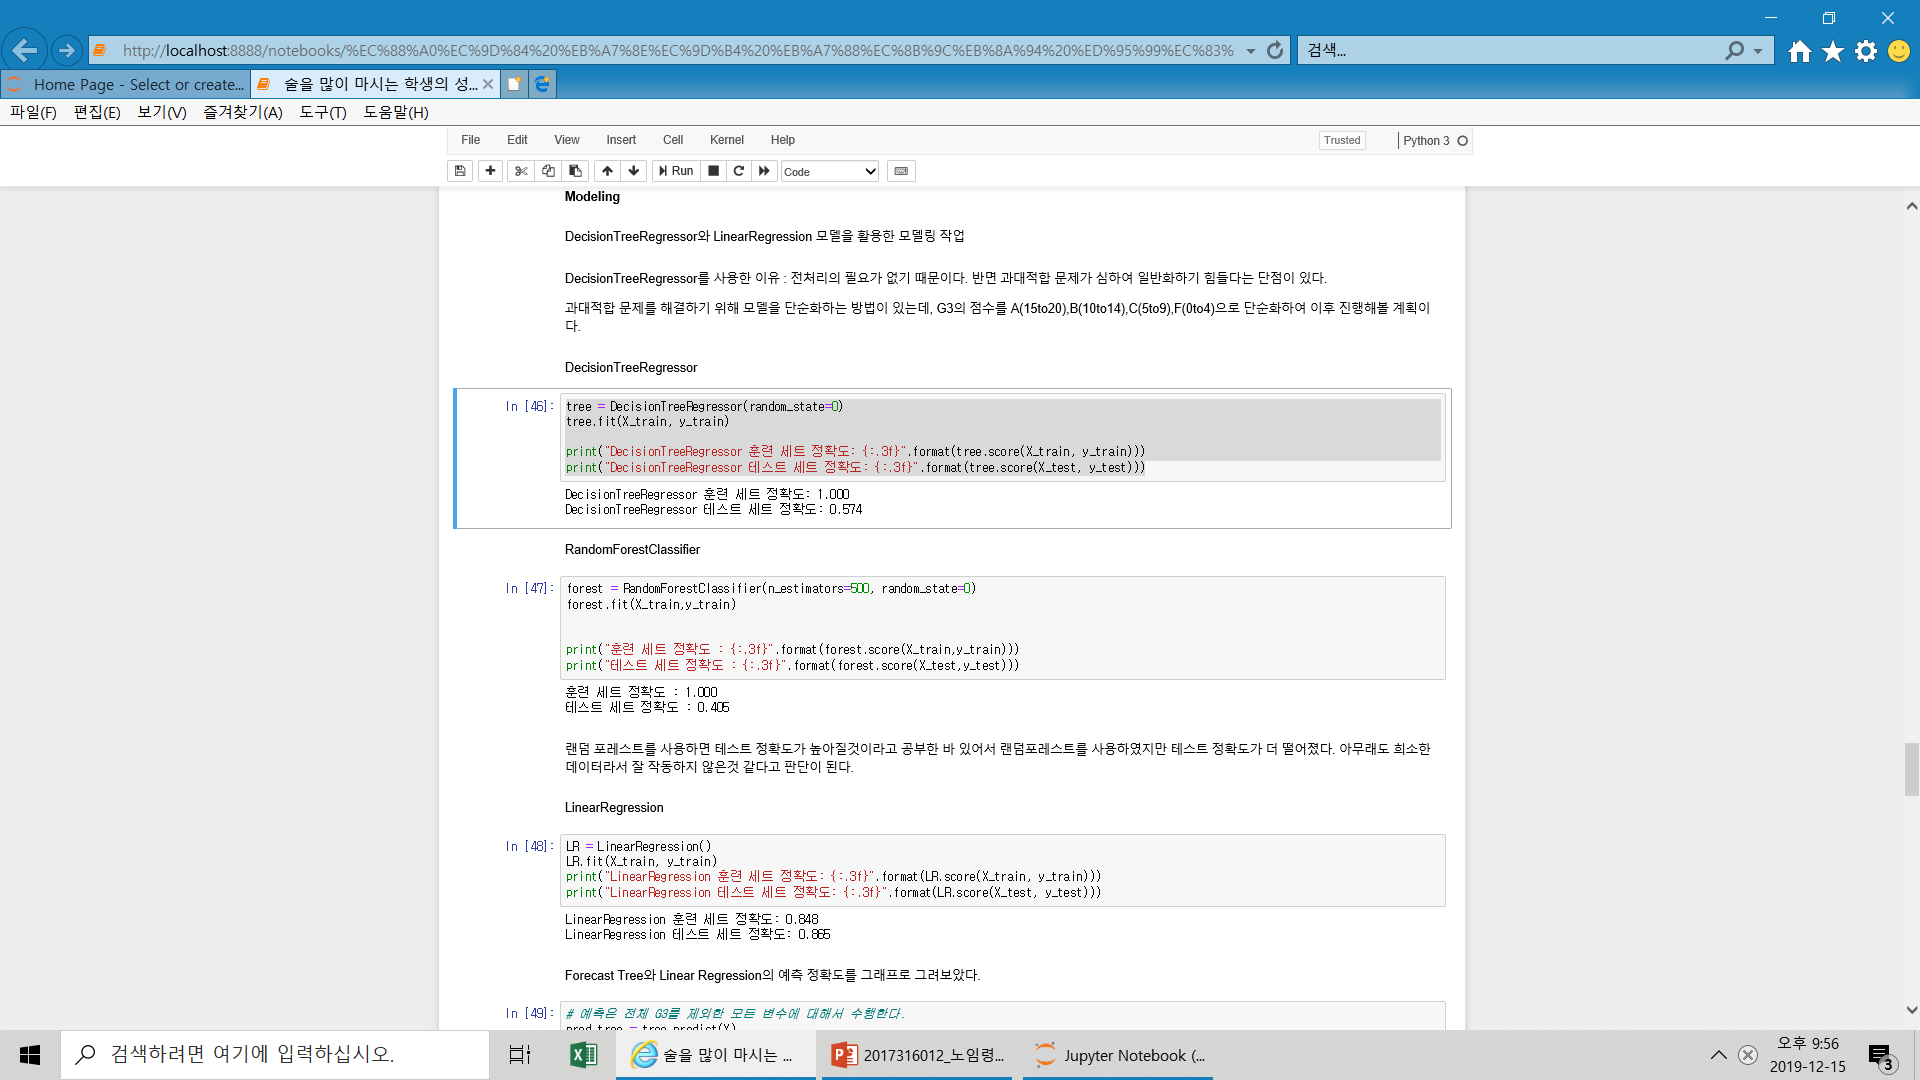 http://localhost:8888/notebooks/%EC%88%A0%EC%9D%84%20%EB%A7%8E%EC%9D%B4%20%EB%A7%88%EC%8B%9C%EB%8A%94%20%ED%95%99%EC%83%
검색...
Home Page - Select or create...
술을 많이 마시는 학생의 성...
파일(F) 편집(E) 보기(V) 즐겨찾기(A) 도구(T) 도움말(H)
File Edit View Insert Cell Kernel Help Trusted Python 3
Run Code
Modeling
DecisionTreeRegressor와 LinearRegression 모델을 활용한 모델링 작업
DecisionTreeRegressor를 사용한 이유 : 전처리의 필요가 없기 때문이다. 반면 과대적합 문제가 심하여 일반화하기 힘들다는 단점이 있다.
과대적합 문제를 해결하기 위해 모델을 단순화하는 방법이 있는데, G3의 점수를 A(15to20),B(10to14),C(5to9),F(0to4)으로 단순화하여 이후 진행해볼 계획이
다.
DecisionTreeRegressor
In [46]: tree = DecisionTreeRegressor(random_state=0)
tree.fit(X_train, y_train)
print("DecisionTreeRegressor 훈련 세트 정확도: {:.3f}".format(tree.score(X_train, y_train)))
print("DecisionTreeRegressor 테스트 세트 정확도: {:.3f}".format(tree.score(X_test, y_test)))
DecisionTreeRegressor 훈련 세트 정확도: 1.000
DecisionTreeRegressor 테스트 세트 정확도: 0.574
RandomForestClassifier
In [47]: forest = RandomForestClassifier(n_estimators=500, random_state=0)
forest.fit(X_train,y_train)
print("훈련 세트 정확도 : {:.3f}".format(forest.score(X_train,y_train)))
print("테스트 세트 정확도 : {:.3f}".format(forest.score(X_test,y_test)))
훈련 세트 정확도 : 1.000
테스트 세트 정확도 : 0.405
랜덤 포레스트를 사용하면 테스트 정확도가 높아질것이라고 공부한 바 있어서 랜덤포레스트를 사용하였지만 테스트 정확도가 더 떨어졌다. 아무래도 희소한
데이터라서 잘 작동하지 않은것 같다고 판단이 된다.
LinearRegression
In [48]: LR = LinearRegression()
LR.fit(X_train, y_train)
print("LinearRegression 훈련 세트 정확도: {:.3f}".format(LR.score(X_train, y_train)))
print("LinearRegression 테스트 세트 정확도: {:.3f}".format(LR.score(X_test, y_test)))
LinearRegression 훈련 세트 정확도: 0.848
LinearRegression 테스트 세트 정확도: 0.865
Forecast Tree와 Linear Regression의 예측 정확도를 그래프로 그려보았다.
In [49]: # 예측은 전체 G3를 제외한 모든 변수에 대해서 수행한다.
pred_tree = tree.predict(X)
검색하려면 여기에 입력하십시오.
술을 많이 마시는 ...
2017316012_노임령...
Jupyter Notebook (...
오후 9:56
2019-12-15
3